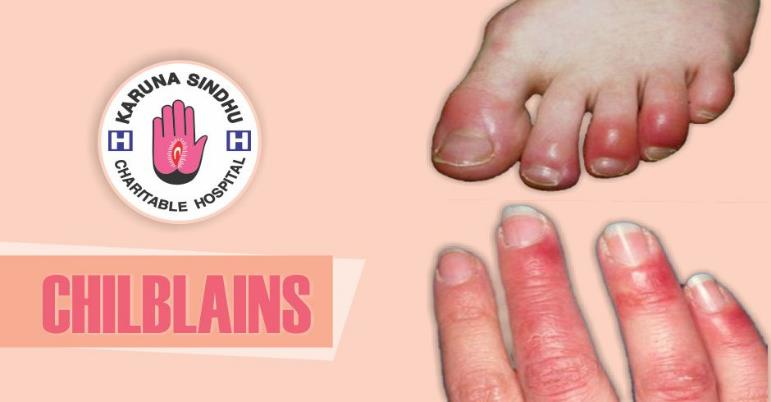 KARUNA SINDHU
H H
CHARITABLE HOSPITAL
CHILBLAINS